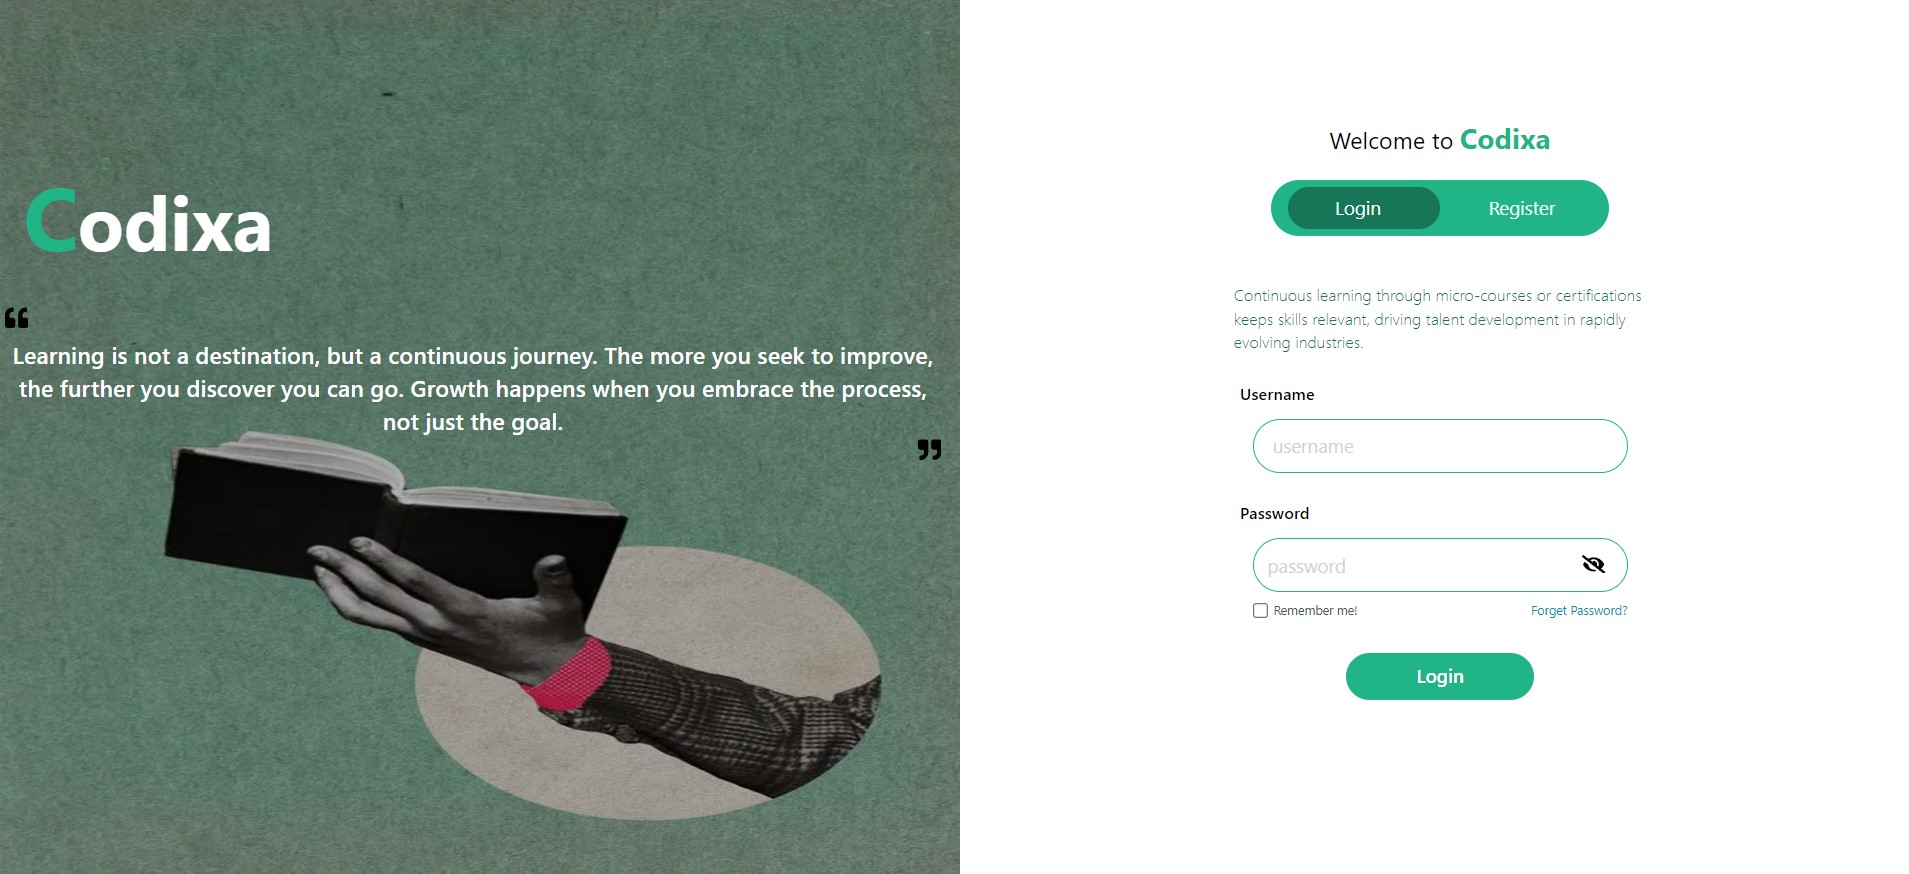 Codixa
“
Learning is not a destination, but a continuous journey. The more you seek to improve,
the further you discover you can go. Growth happens when you embrace the process,
not just the goal.
”
Welcome to Codixa
Login
Register
Continuous learning through micro-courses or certifications
keeps skills relevant, driving talent development in rapidly
evolving industries.
Username
username
Password
password
Remember me!
Forget Password?
Login